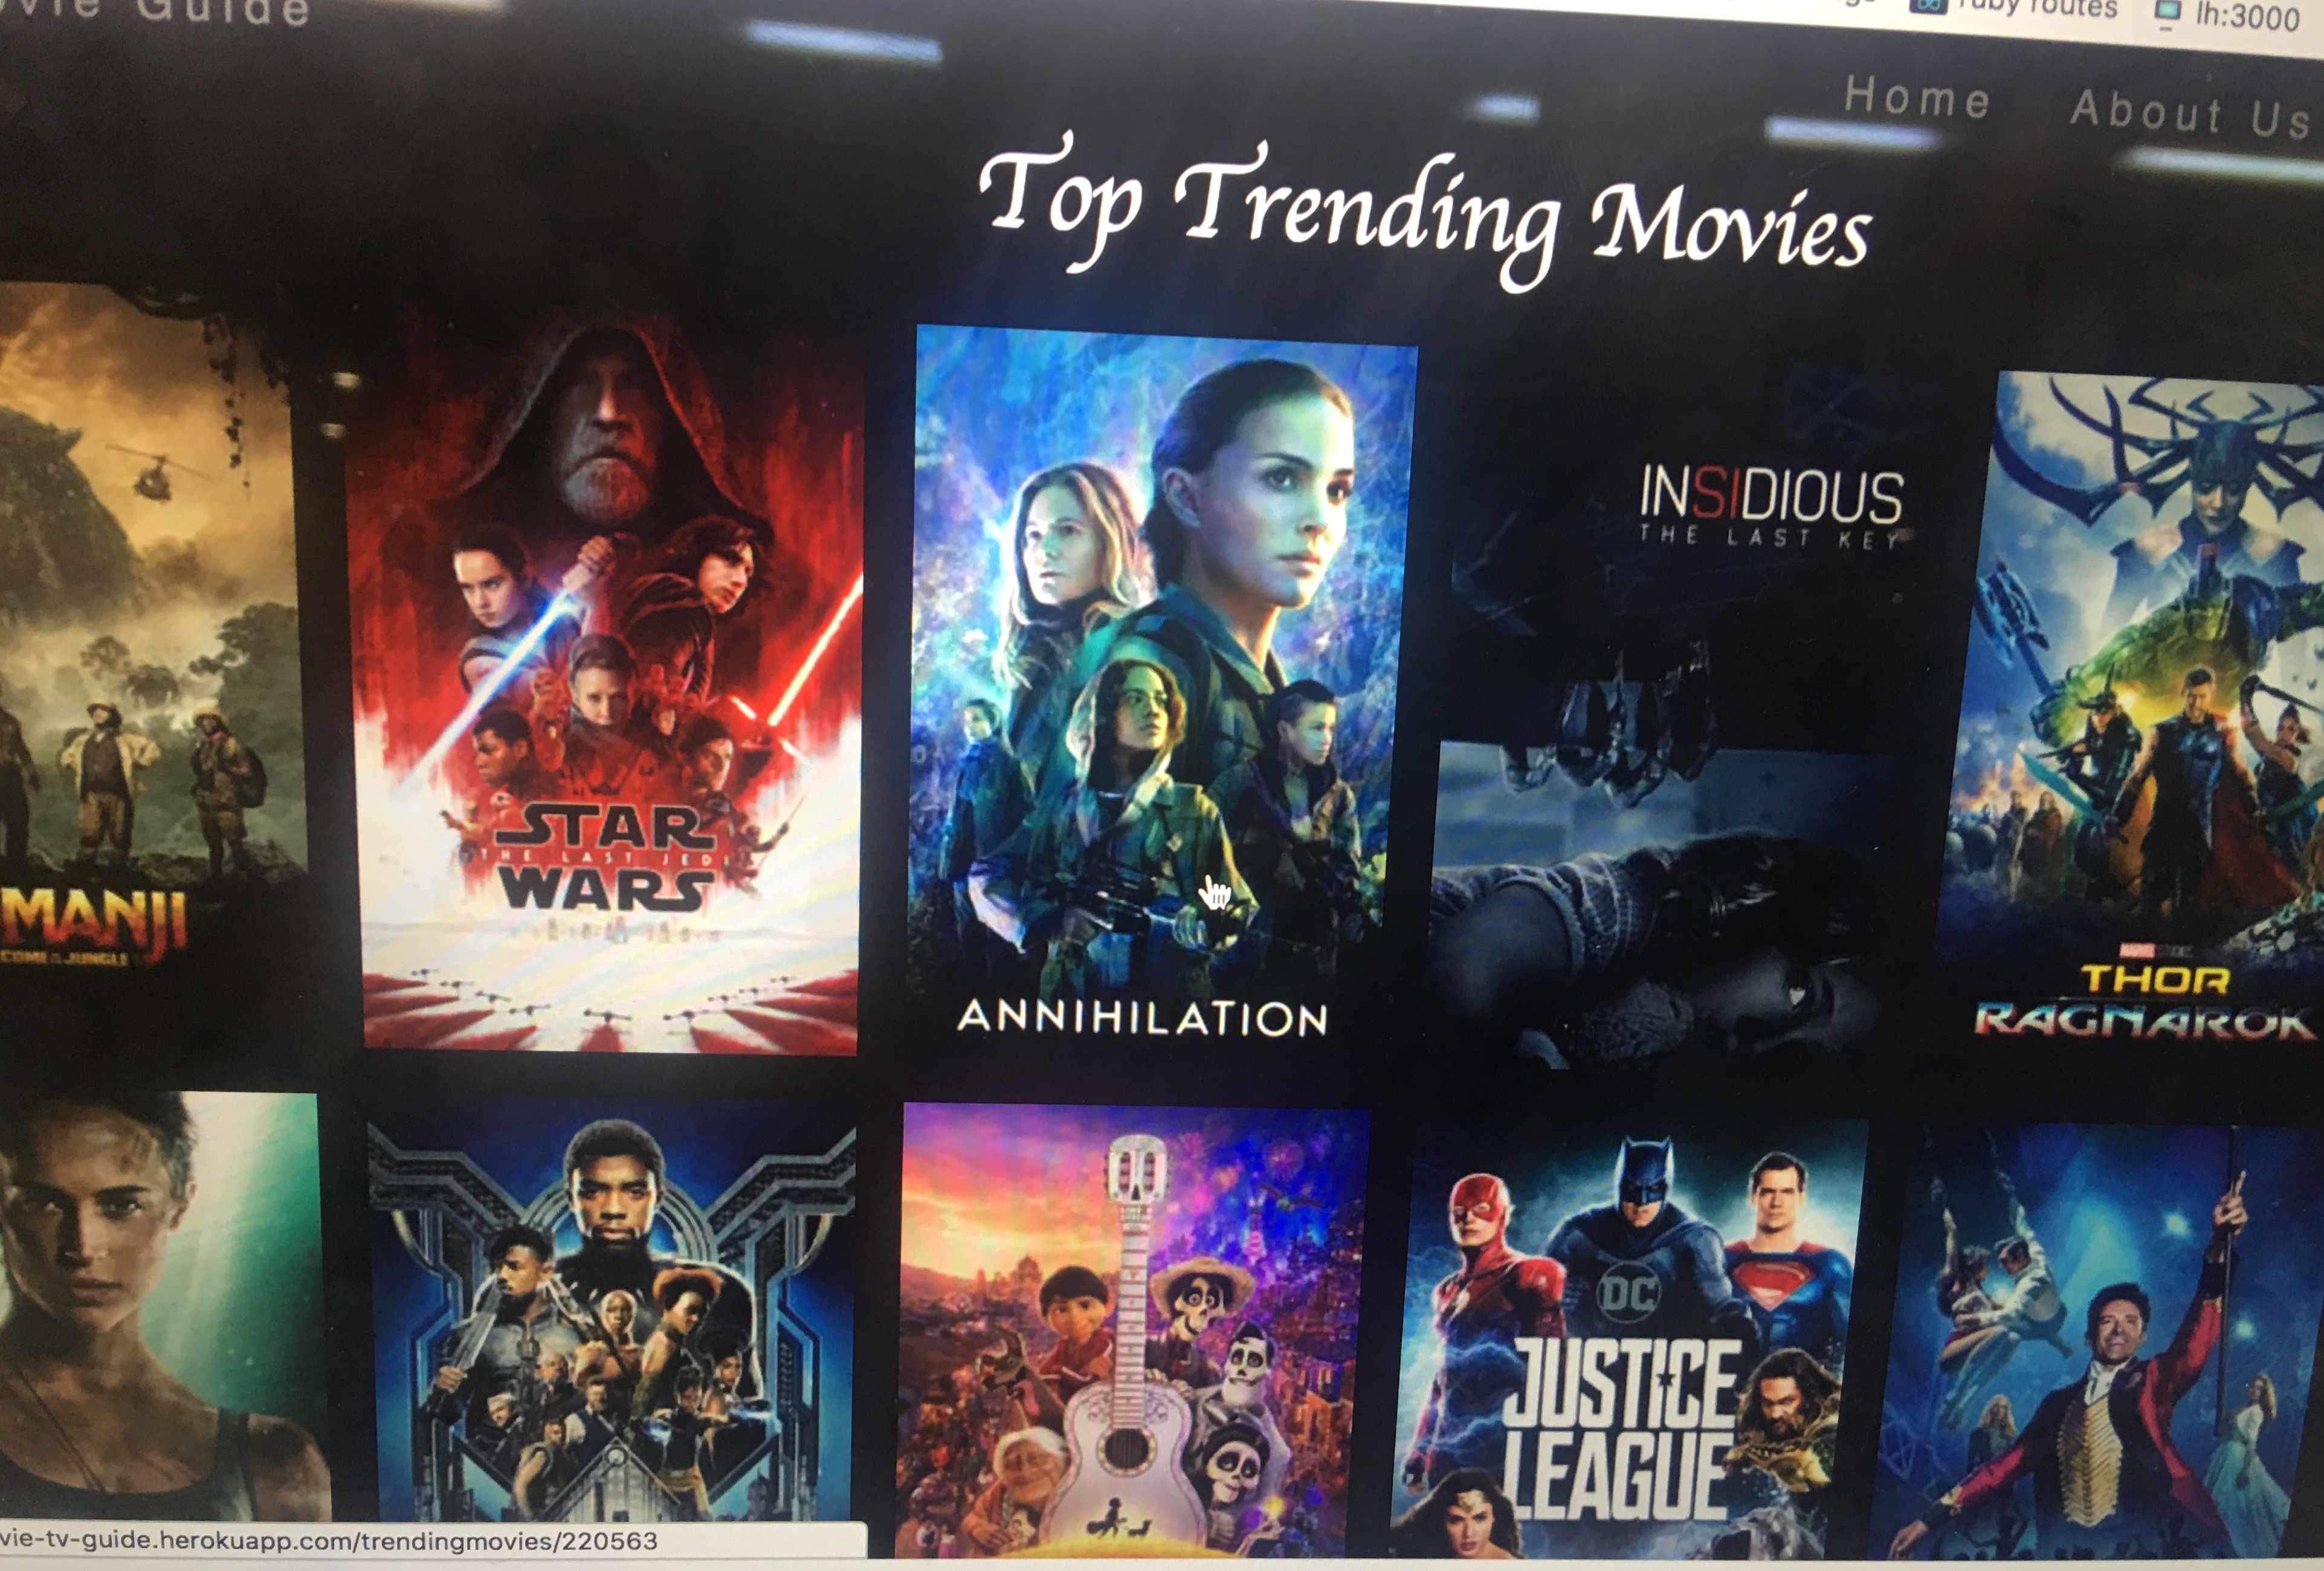 vie Guide
ruby routes
lh:3000
Home
About Us
Top Trending Movies
MANJI
COME JUNGLE
STAR
THE LAST JEDI
WARS
ANNIHILATION
INSIDIOUS
THE LAST KEY
MARVEL
THOR
RAGNAROK
DC
JUSTICE
LEAGUE
vie-tv-guide.herokuapp.com/trendingmovies/220563